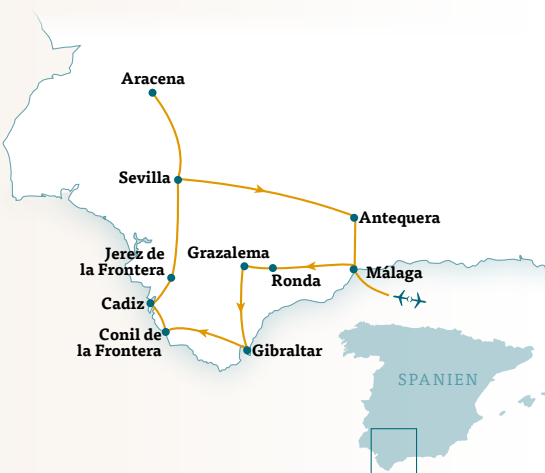 Aracena
Sevilla
Antequera
Jerez de
la Frontera
Grazalema
Ronda
Málaga
Cadiz
Conil de
la Frontera
Gibraltar
SPANIEN